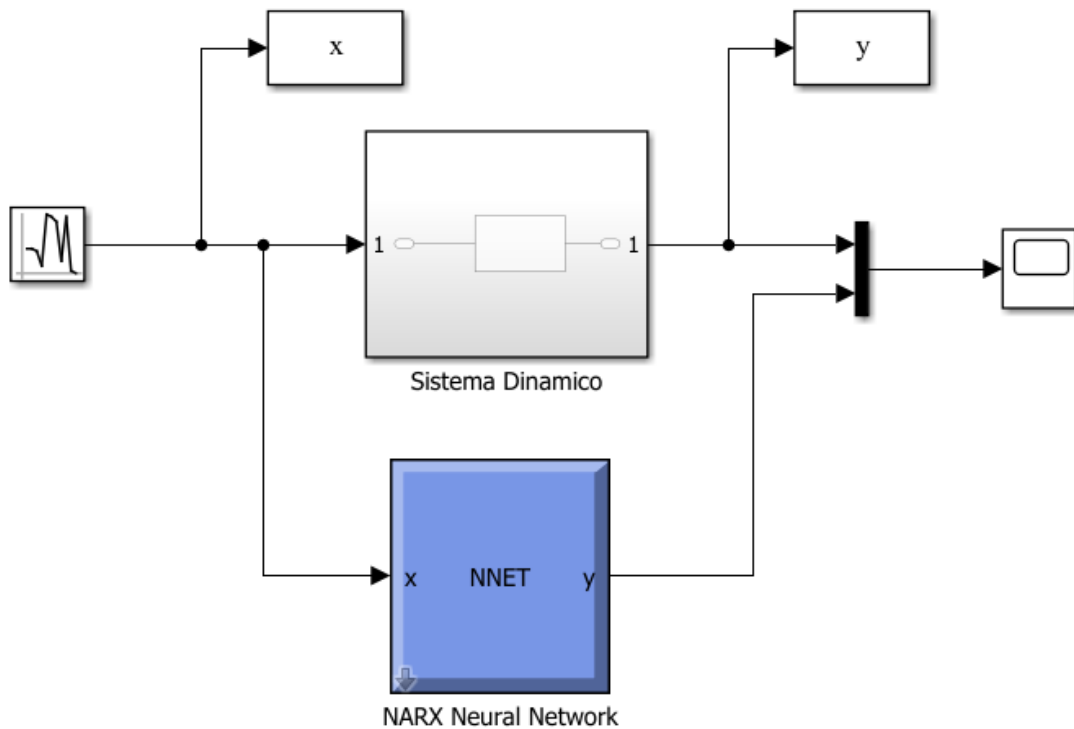 x
y
1
1
Sistema Dinamico
x
NNET
y
NARX Neural Network